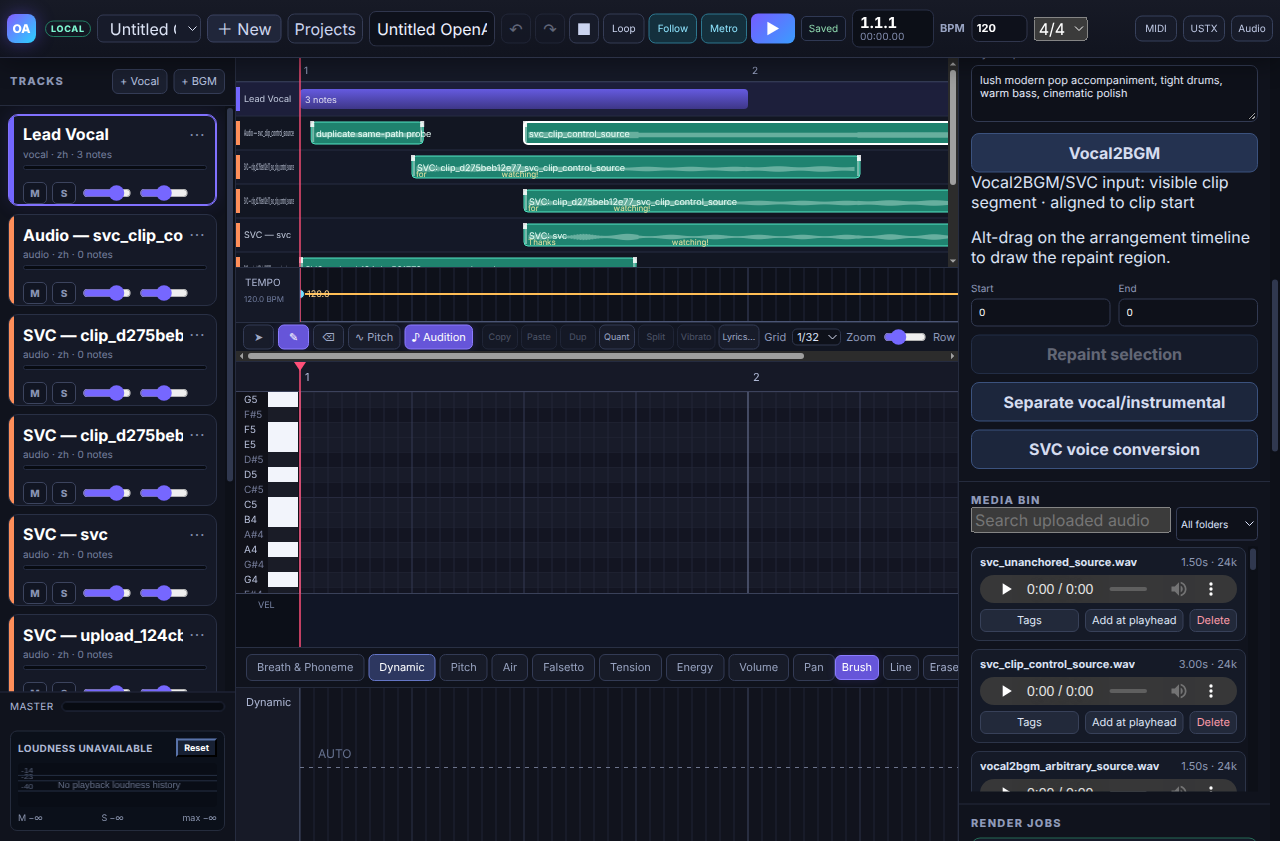 OA LOCAL Untitled ( + New Projects Untitled OpenA Loop Follow Metro Saved 1.1.1 00:00.00 BPM 120 4/4 MIDI USTX Audio
TRACKS + Vocal + BGM
Lead Vocal ...
vocal · zh · 3 notes
M S
Audio — svc_clip_co ...
audio · zh · 0 notes
M S
SVC — clip_d275beb ...
audio · zh · 0 notes
M S
SVC — clip_d275beb ...
audio · zh · 0 notes
M S
SVC — svc ...
audio · zh · 0 notes
M S
SVC — upload_124cb ...
audio · zh · 0 notes
M S
MASTER
LOUDNESS UNAVAILABLE Reset
-14
-23
-40
No playback loudness history
M −∞ S −∞ max −∞
1 2
Lead Vocal 3 notes
duplicate same-path probe svc_clip_control_source
SVC: clip_d275beb12e77_svc_clip_control_source
for watching!
SVC: clip_d275beb12e77_svc_clip_control_source
for watching!
SVC — svc SVC: svc
Thanks watching!
TEMPO
120.0 BPM
120.0
Pitch Audition Copy Paste Dup Quant Split Vibrato Lyrics... Grid 1/32 Zoom Row
1 2
G5
F#5
F5
E5
D#5
D5
C#5
C5
B4
A#4
A4
G#4
G4
F#4
VEL
Breath & Phoneme Dynamic Pitch Air Falsetto Tension Energy Volume Pan Brush Line Erase
Dynamic
AUTO
lush modern pop accompaniment, tight drums,
warm bass, cinematic polish
Vocal2BGM
Vocal2BGM/SVC input: visible clip
segment · aligned to clip start
Alt-drag on the arrangement timeline
to draw the repaint region.
Start End
0 0
Repaint selection
Separate vocal/instrumental
SVC voice conversion
MEDIA BIN
Search uploaded audio All folders
svc_unanchored_source.wav 1.50s · 24k
0:00 / 0:00
Tags Add at playhead Delete
svc_clip_control_source.wav 3.00s · 24k
0:00 / 0:00
Tags Add at playhead Delete
vocal2bgm_arbitrary_source.wav 1.50s · 24k
RENDER JOBS